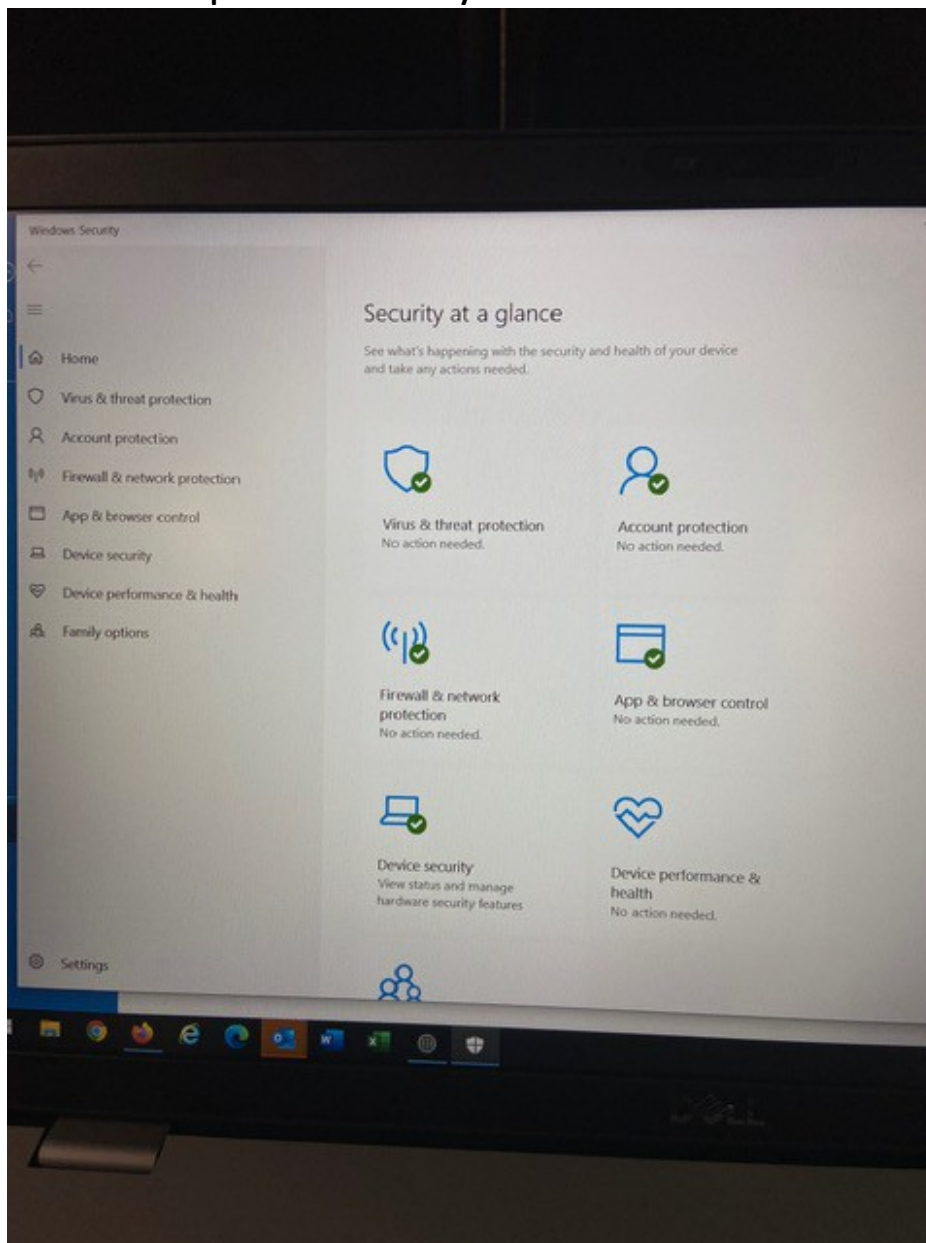 Windows Security
Home
Virus & threat protection
Account protection
Firewall & network protection
App & browser control
Device security
Device performance & health
Family options
Settings
Security at a glance
See what's happening with the security and health of your device
and take any actions needed.
Virus & threat protection
No action needed.
Account protection
No action needed.
Firewall & network
protection
No action needed.
App & browser control
No action needed.
Device security
View status and manage
hardware security features
Device performance &
health
No action needed.
DELL